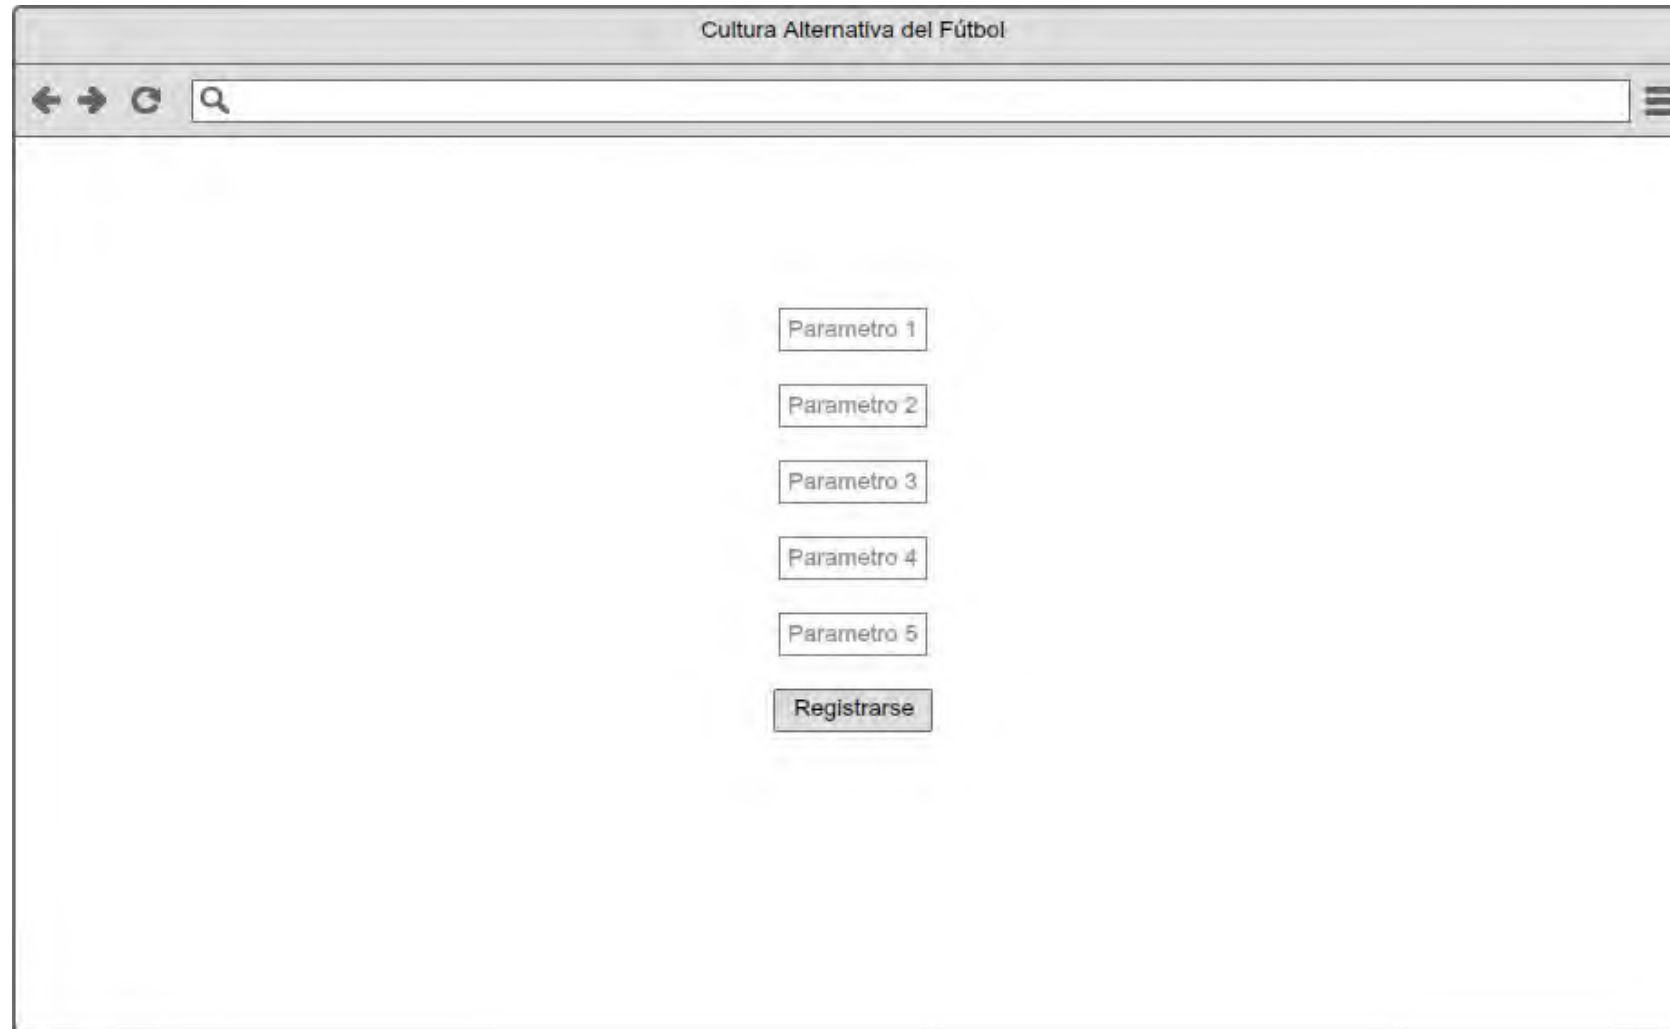 Cultura Alternativa del Fútbol
Parametro 1
Parametro 2
Parametro 3
Parametro 4
Parametro 5
Registrarse